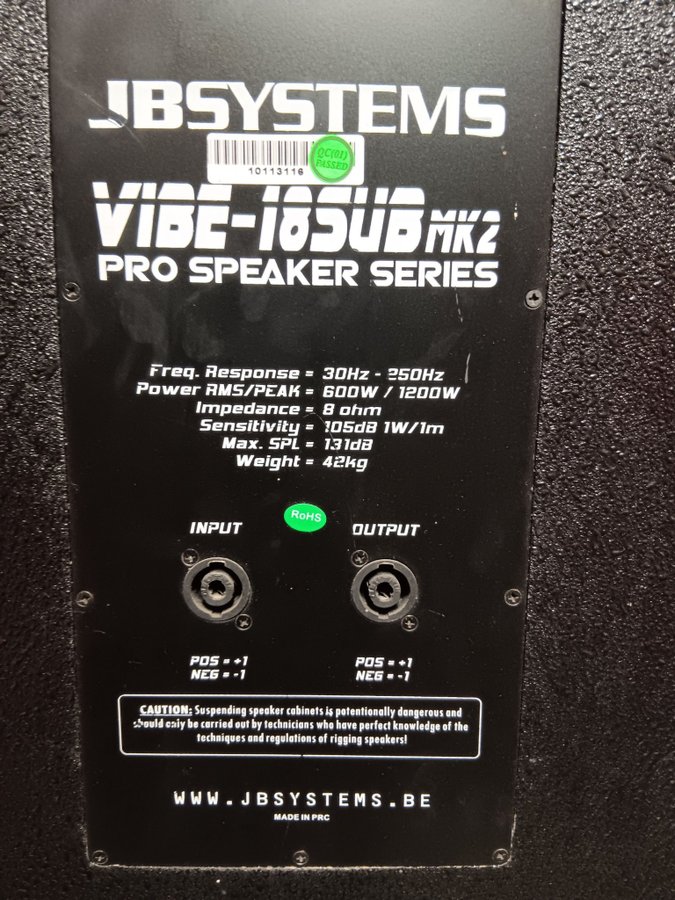 JBSYSTEMS
QC(01)
PASSED
10113116
VIBE-18SUB MK2
PRO SPEAKER SERIES
Freq. Response = 30Hz - 250Hz
Power RMS/PEAK = 600W / 1200W
Impedance = 8 ohm
Sensitivity = 105dB 1W/1m
Max. SPL = 131dB
Weight = 42kg
RoHS
INPUT OUTPUT
POS = +1 POS = +1
NEG = -1 NEG = -1
CAUTION: Suspending speaker cabinets is potentially dangerous and
should only be carried out by technicians who have perfect knowledge of the
techniques and regulations of rigging speakers!
WWW.JBSYSTEMS.BE
MADE IN PRC